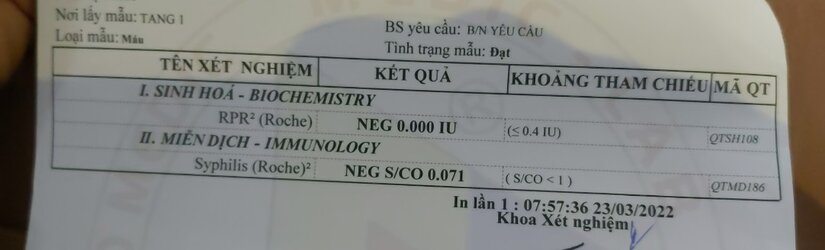 Nơi lấy mẫu: TANG 1
BS yêu cầu: B/N YÊU CẦU
Loại mẫu: Máu
Tình trạng mẫu: Đạt
TÊN XÉT NGHIỆM KẾT QUẢ KHOẢNG THAM CHIẾU MÃ QT
I. SINH HOÁ - BIOCHEMISTRY
RPR² (Roche) NEG 0.000 IU (≤ 0.4 IU) QTSH108
II. MIỄN DỊCH - IMMUNOLOGY
Syphilis (Roche)² NEG S/CO 0.071 ( S/CO < 1 ) QTMD186
In lần 1 : 07:57:36 23/03/2022
Khoa Xét nghiệm